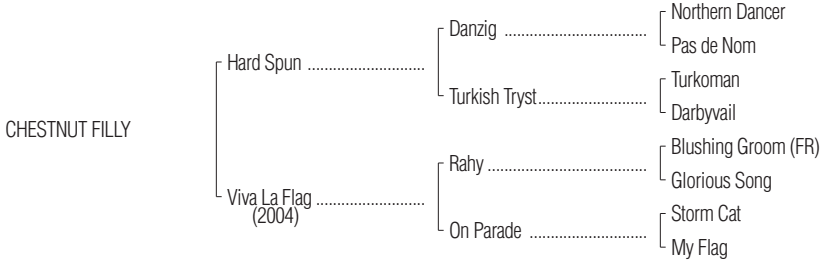 Northern Dancer
Danzig ..................................
Pas de Nom
Hard Spun ............................
Turkoman
Turkish Tryst..........................
Darbyvail
CHESTNUT FILLY
Blushing Groom (FR)
Rahy ......................................
Glorious Song
Viva La Flag ..........................
(2004)
Storm Cat
On Parade ............................
My Flag